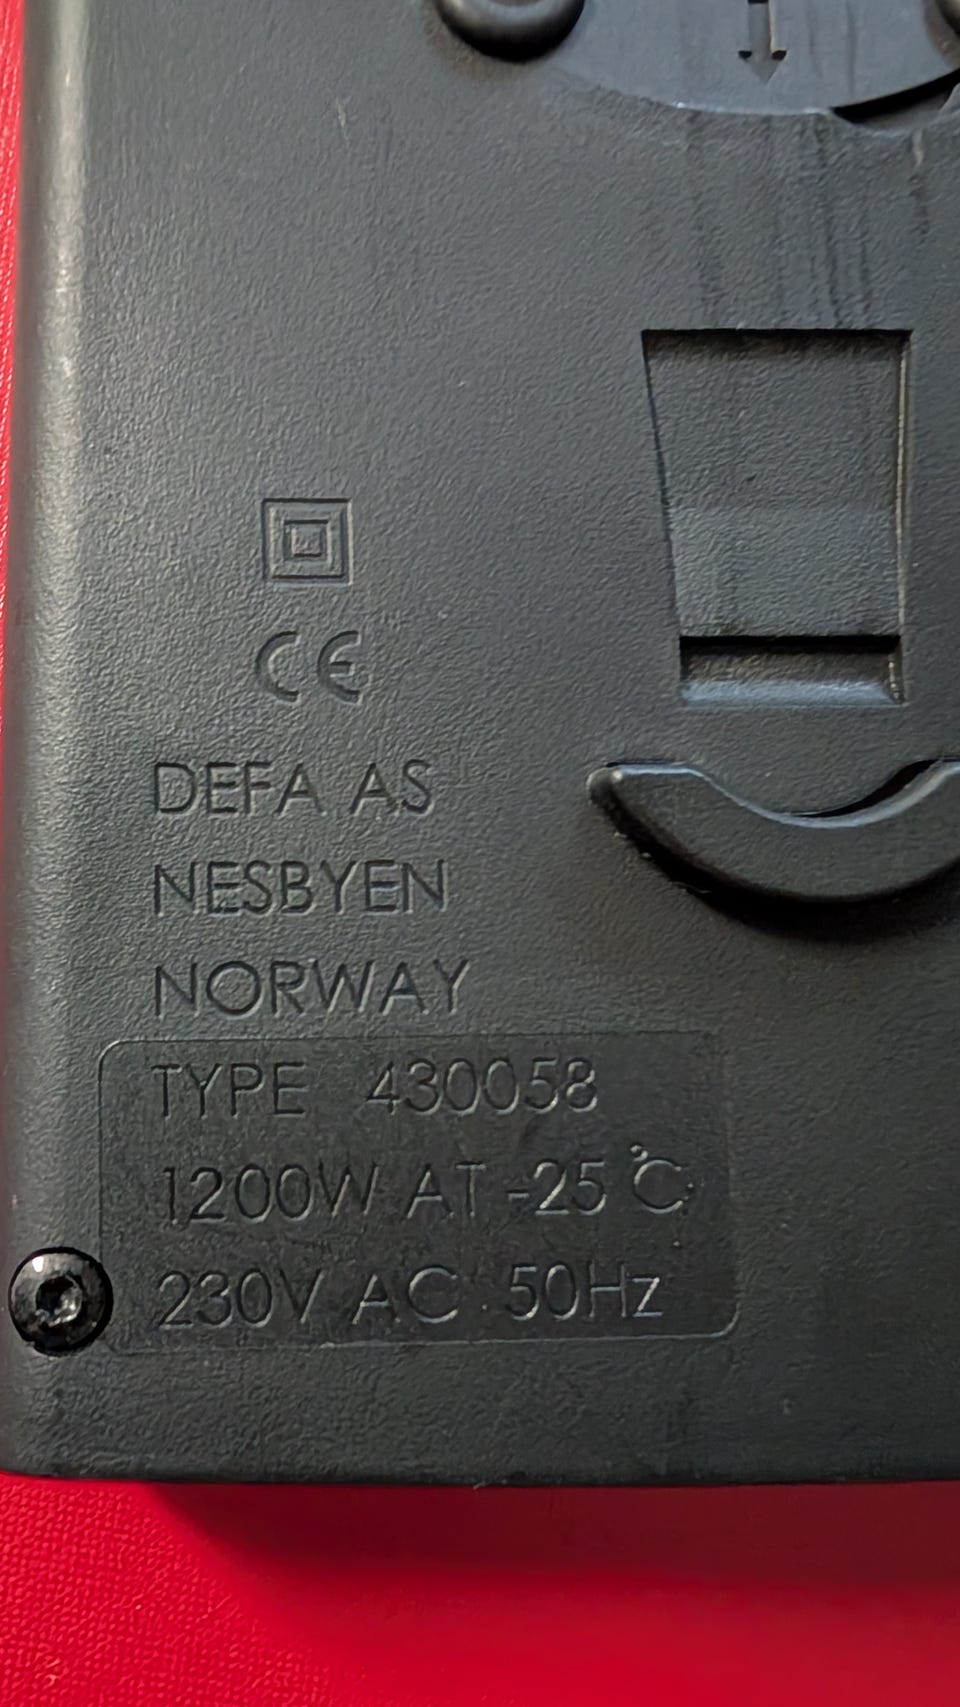 CE
DEFA AS
NESBYEN
NORWAY
TYPE 430058
1200W AT -25 °C
230V AC 50Hz